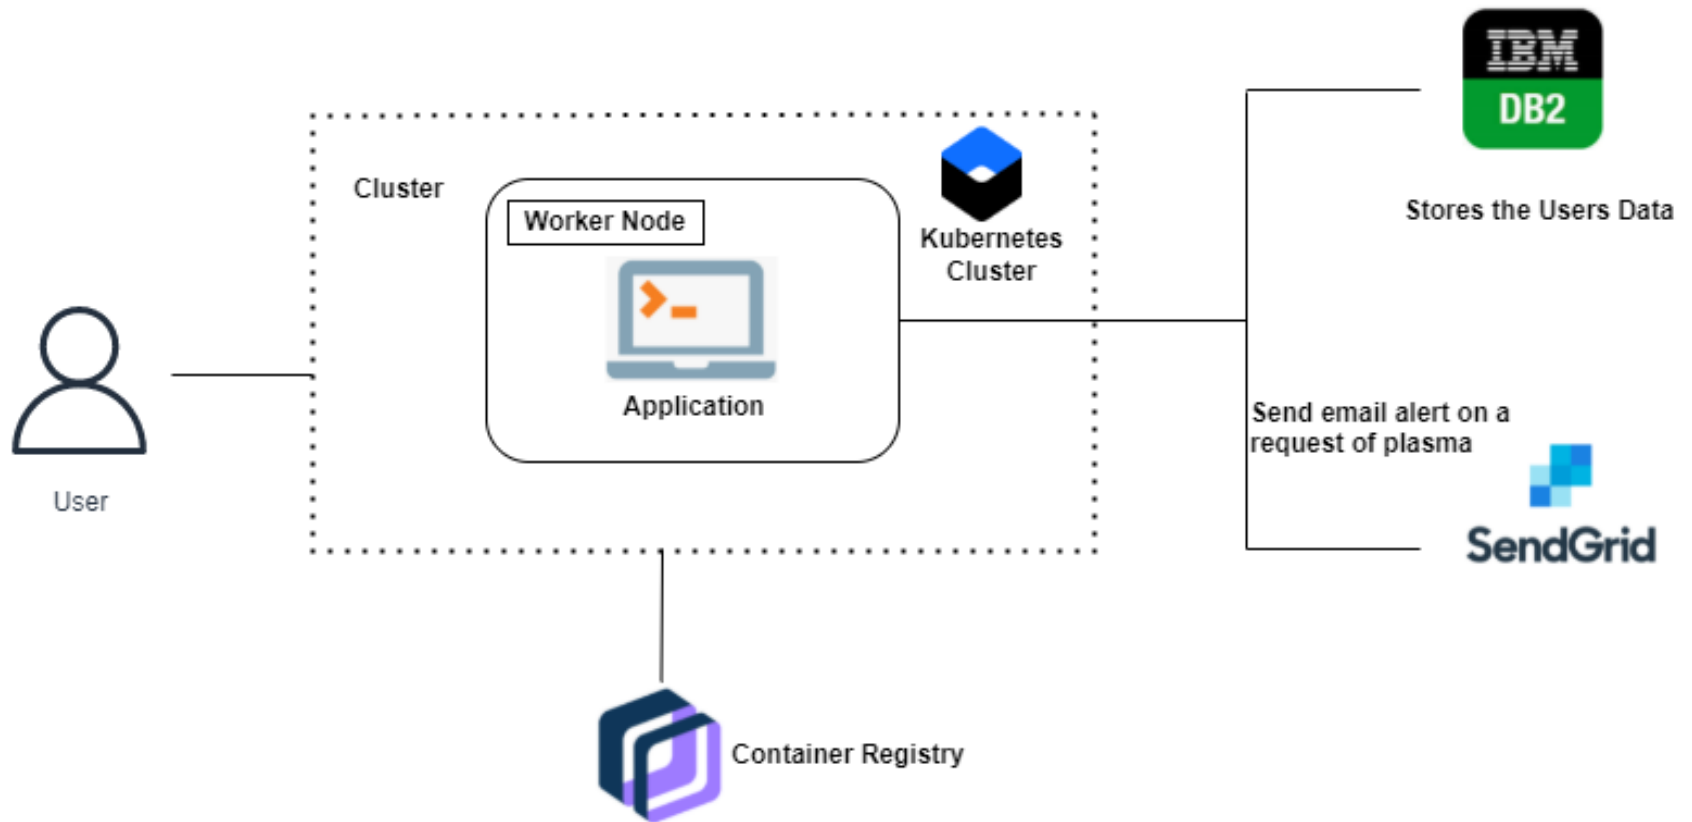 IBM
DB2
Cluster
Worker Node
Stores the Users Data
Kubernetes
Cluster
Application
Send email alert on a
request of plasma
User
SendGrid
Container Registry